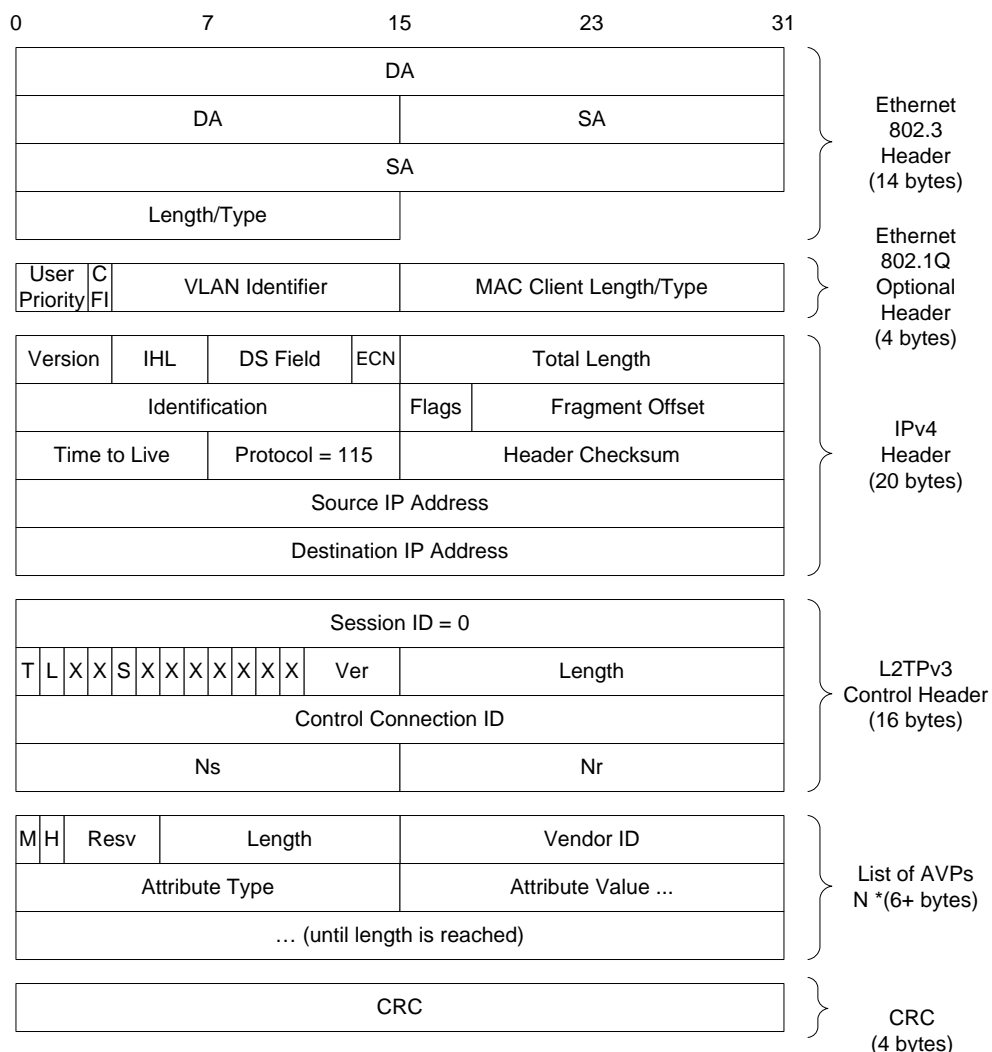 0 7 15 23 31
DA
DA SA
SA
Length/Type
Ethernet
802.3
Header
(14 bytes)
User
Priority
C
FI
VLAN Identifier
MAC Client Length/Type
Ethernet
802.1Q
Optional
Header
(4 bytes)
Version IHL DS Field ECN Total Length
Identification Flags Fragment Offset
Time to Live Protocol = 115 Header Checksum
Source IP Address
Destination IP Address
IPv4
Header
(20 bytes)
Session ID = 0
T L X X S X X X X X X X Ver Length
Control Connection ID
Ns Nr
L2TPv3
Control Header
(16 bytes)
M H Resv Length Vendor ID
Attribute Type Attribute Value ...
… (until length is reached)
List of AVPs
N *(6+ bytes)
CRC
CRC
(4 bytes)